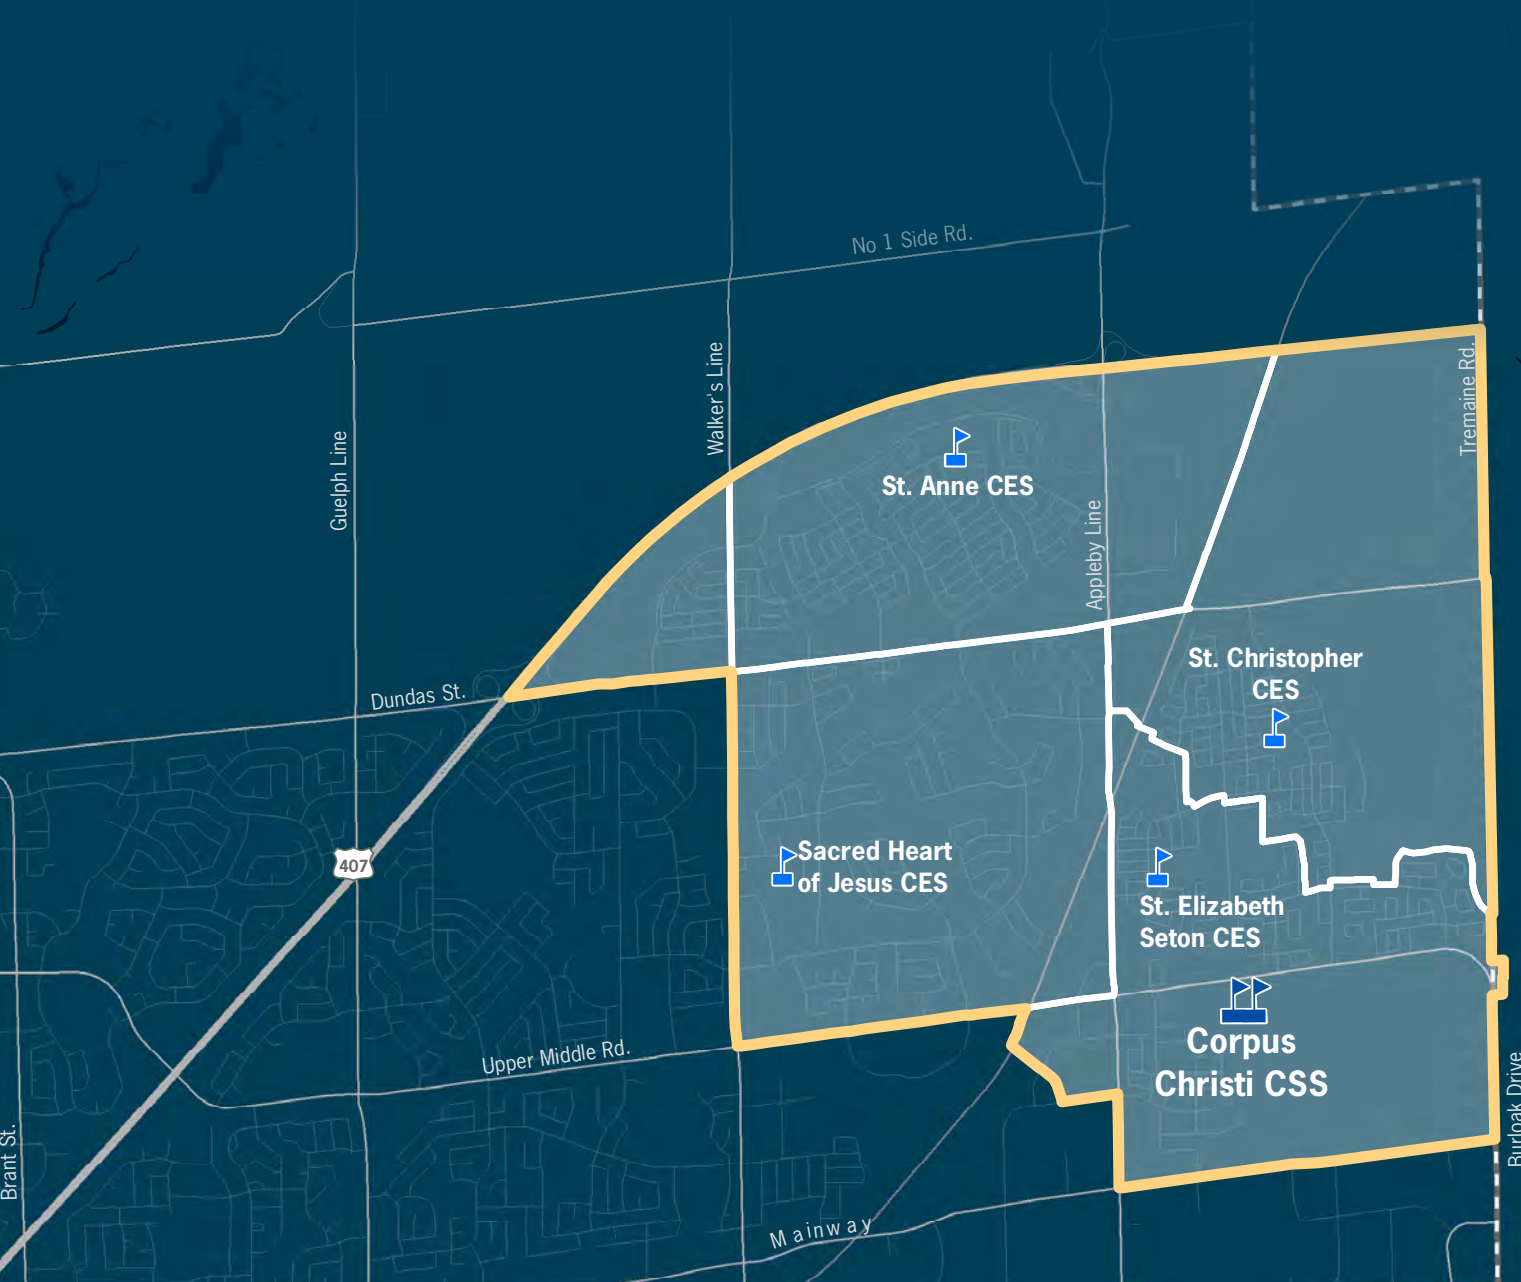 No 1 Side Rd.
Walker's Line
Tremaine Rd.
Guelph Line
St. Anne CES
Appleby Line
St. Christopher
CES
Dundas St.
407
Sacred Heart
of Jesus CES
St. Elizabeth
Seton CES
Corpus
Christi CSS
Upper Middle Rd.
Burloak Drive
Brant St.
Mainway